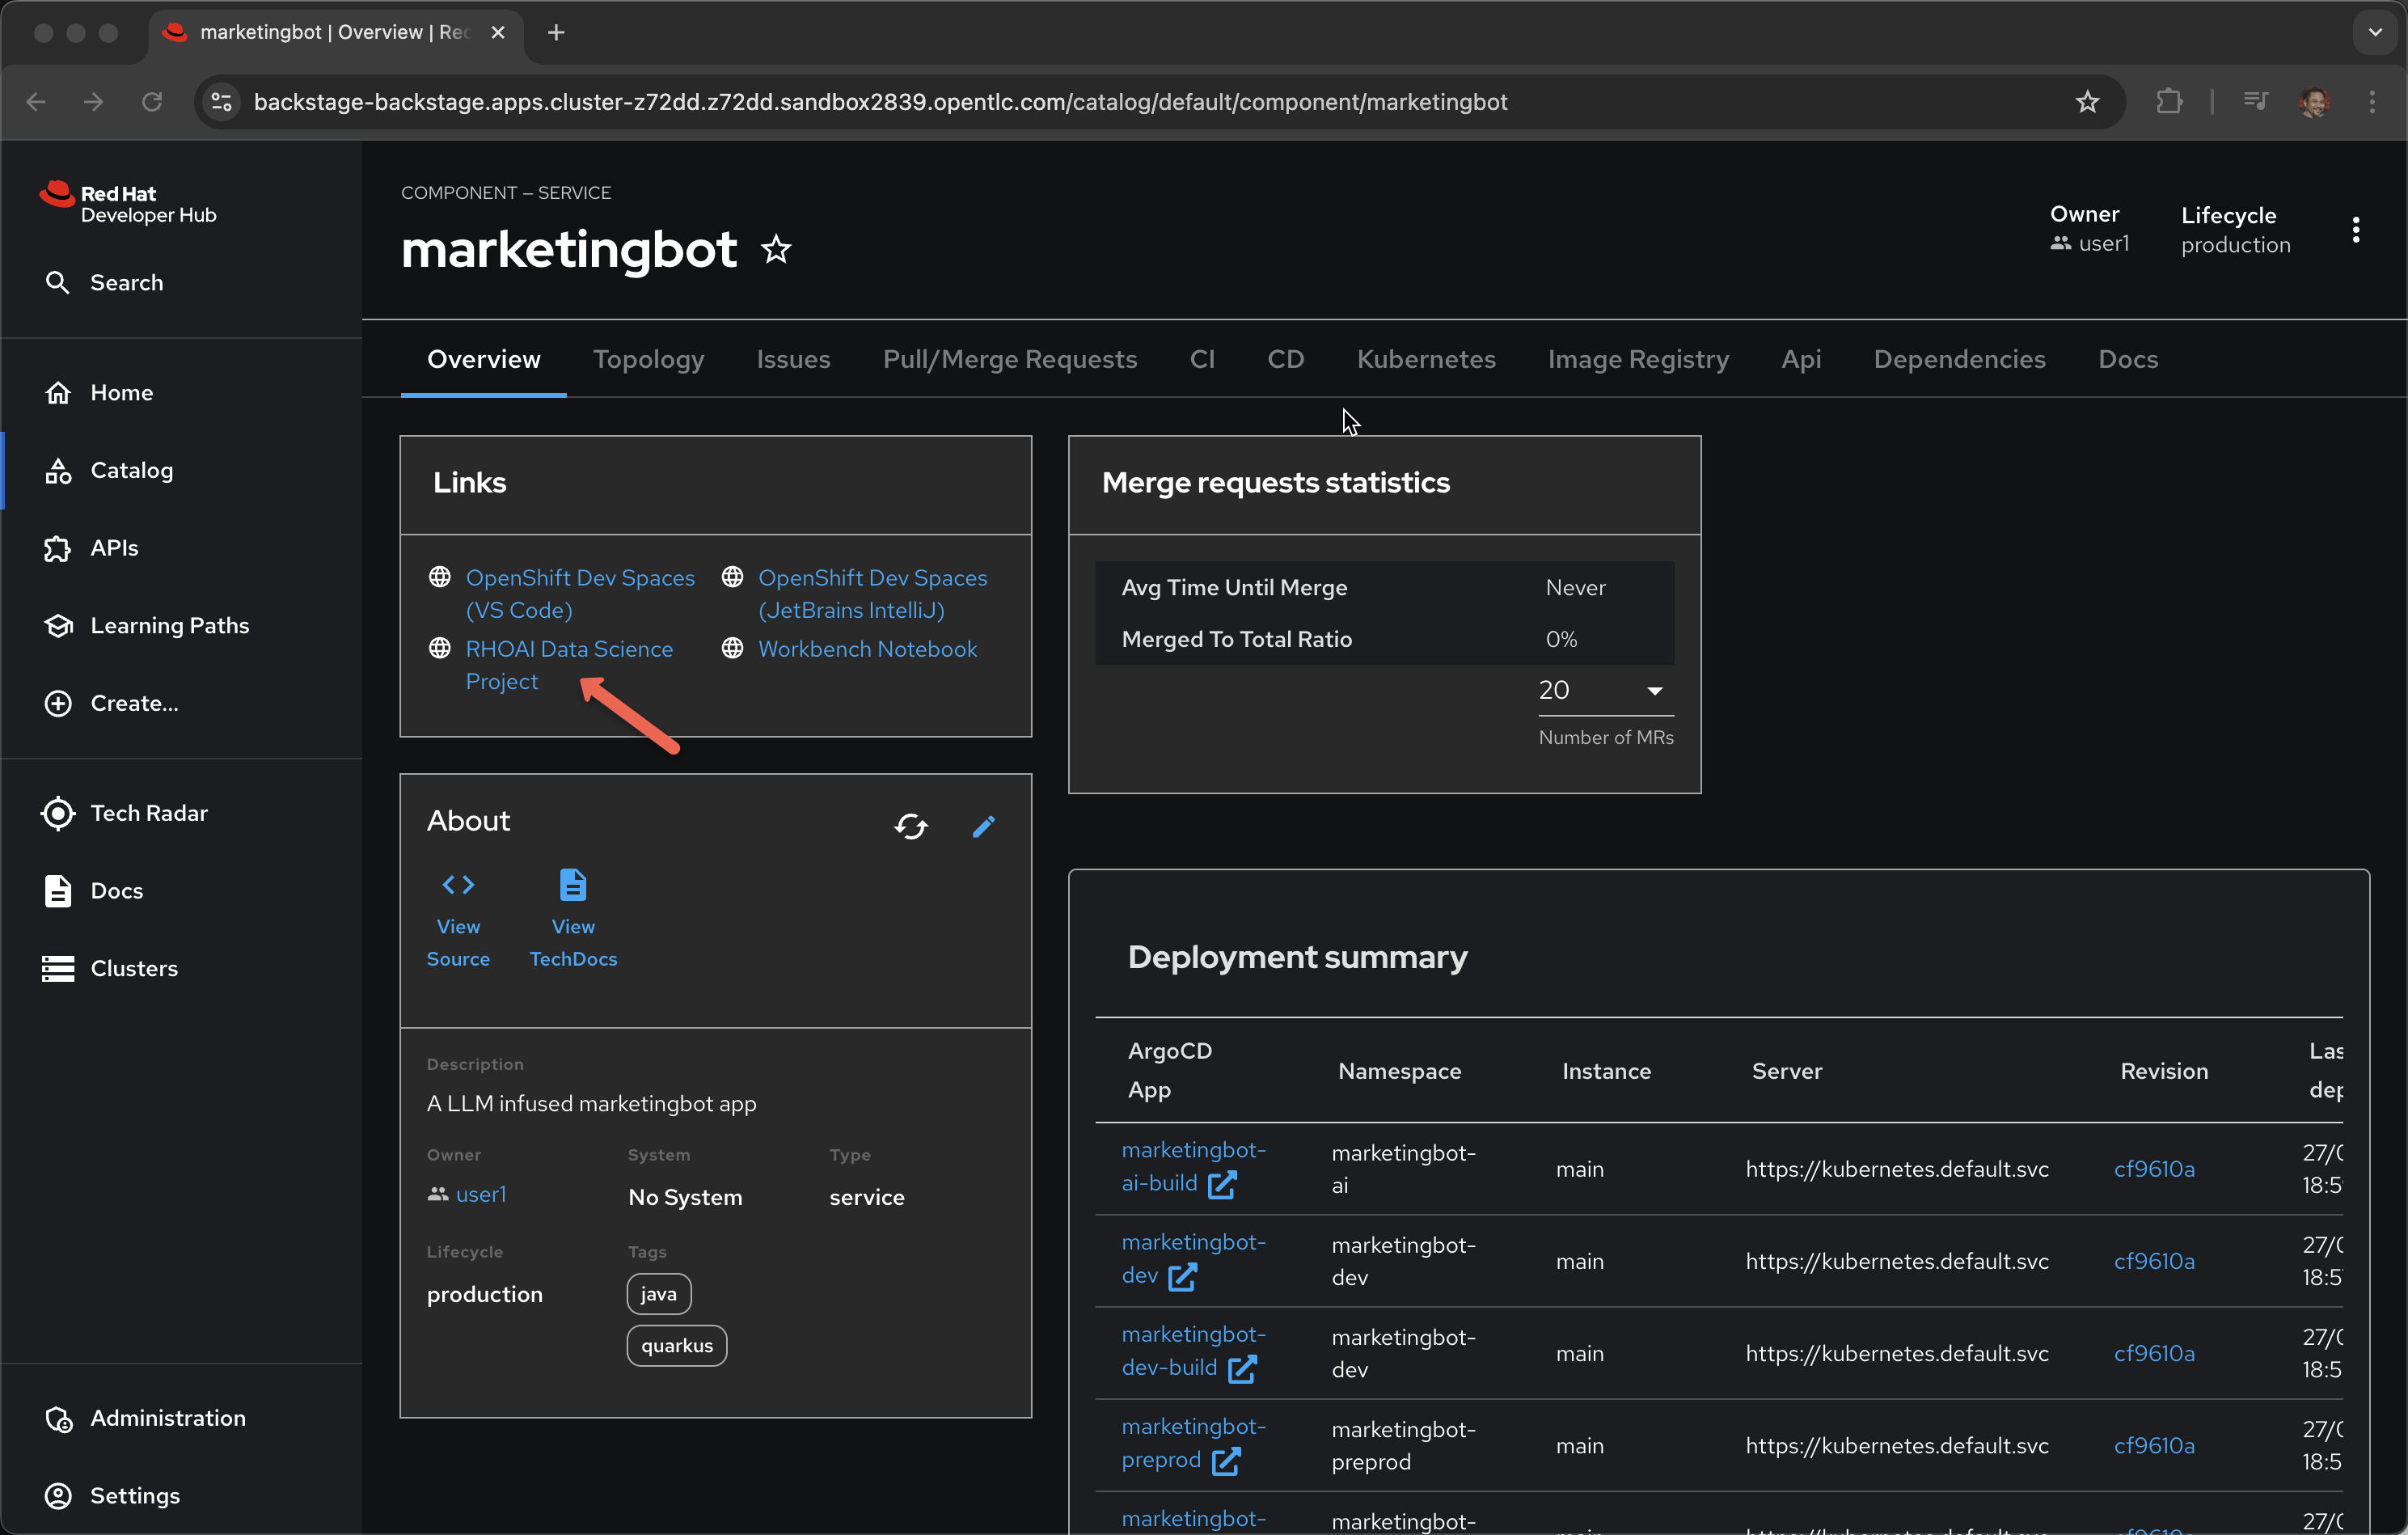 marketingbot | Overview | Red
backstage-backstage.apps.cluster-z72dd.z72dd.sandbox2839.opentlc.com/catalog/default/component/marketingbot
Red Hat
Developer Hub
Search
Home
Catalog
APIs
Learning Paths
Create...
Tech Radar
Docs
Clusters
Administration
Settings
COMPONENT — SERVICE
marketingbot
Owner
user1
Lifecycle
production
Overview
Topology
Issues
Pull/Merge Requests
CI
CD
Kubernetes
Image Registry
Api
Dependencies
Docs
Links
OpenShift Dev Spaces
(VS Code)
OpenShift Dev Spaces
(JetBrains IntelliJ)
RHOAI Data Science
Project
Workbench Notebook
About
View
Source
View
TechDocs
Description
A LLM infused marketingbot app
Owner
user1
System
No System
Type
service
Lifecycle
production
Tags
java
quarkus
Merge requests statistics
Avg Time Until Merge Never
Merged To Total Ratio 0%
20
Number of MRs
Deployment summary
ArgoCD
App
Namespace
Instance
Server
Revision
Las
dep
marketingbot-
ai-build
marketingbot-
ai
main
https://kubernetes.default.svc
cf9610a
27/0
18:5
marketingbot-
dev
marketingbot-
dev
main
https://kubernetes.default.svc
cf9610a
27/0
18:5
marketingbot-
dev-build
marketingbot-
dev
main
https://kubernetes.default.svc
cf9610a
27/0
18:5
marketingbot-
preprod
marketingbot-
preprod
main
https://kubernetes.default.svc
cf9610a
27/0
18:5
marketingbot-
marketingbot-
27/0